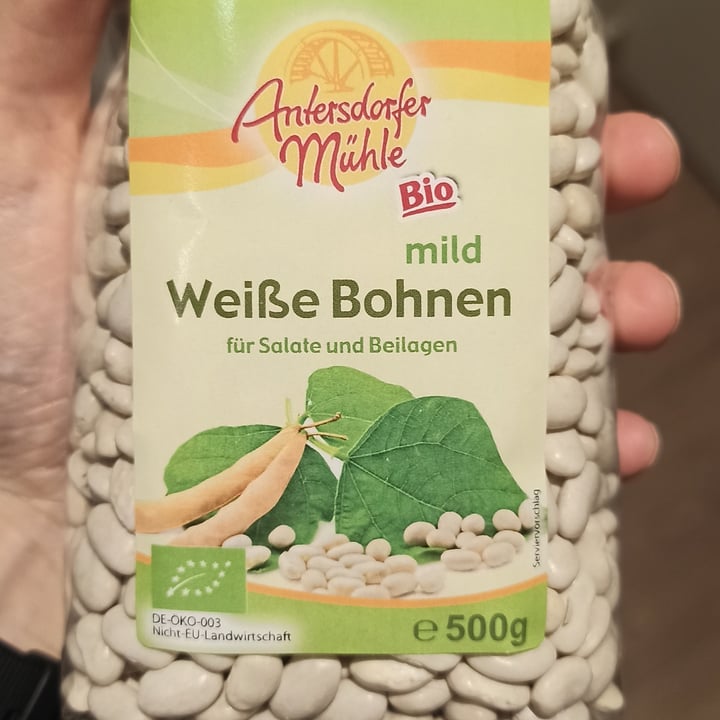 Antersdorfer
Mühle
Bio
mild
Weiße Bohnen
für Salate und Beilagen
Serviervorschlag
DE-ÖKO-003
Nicht-EU-Landwirtschaft
℮ 500g